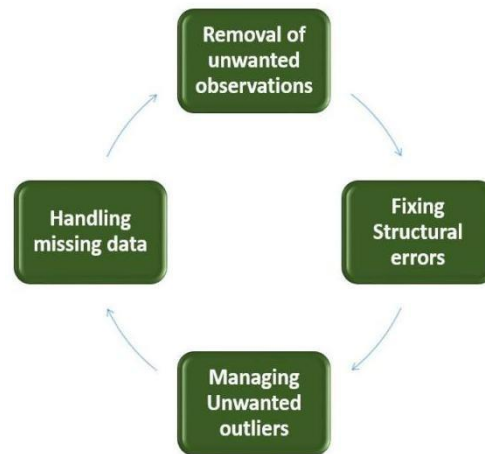 Removal of
unwanted
observations
Fixing
Structural
errors
Managing
Unwanted
outliers
Handling
missing data